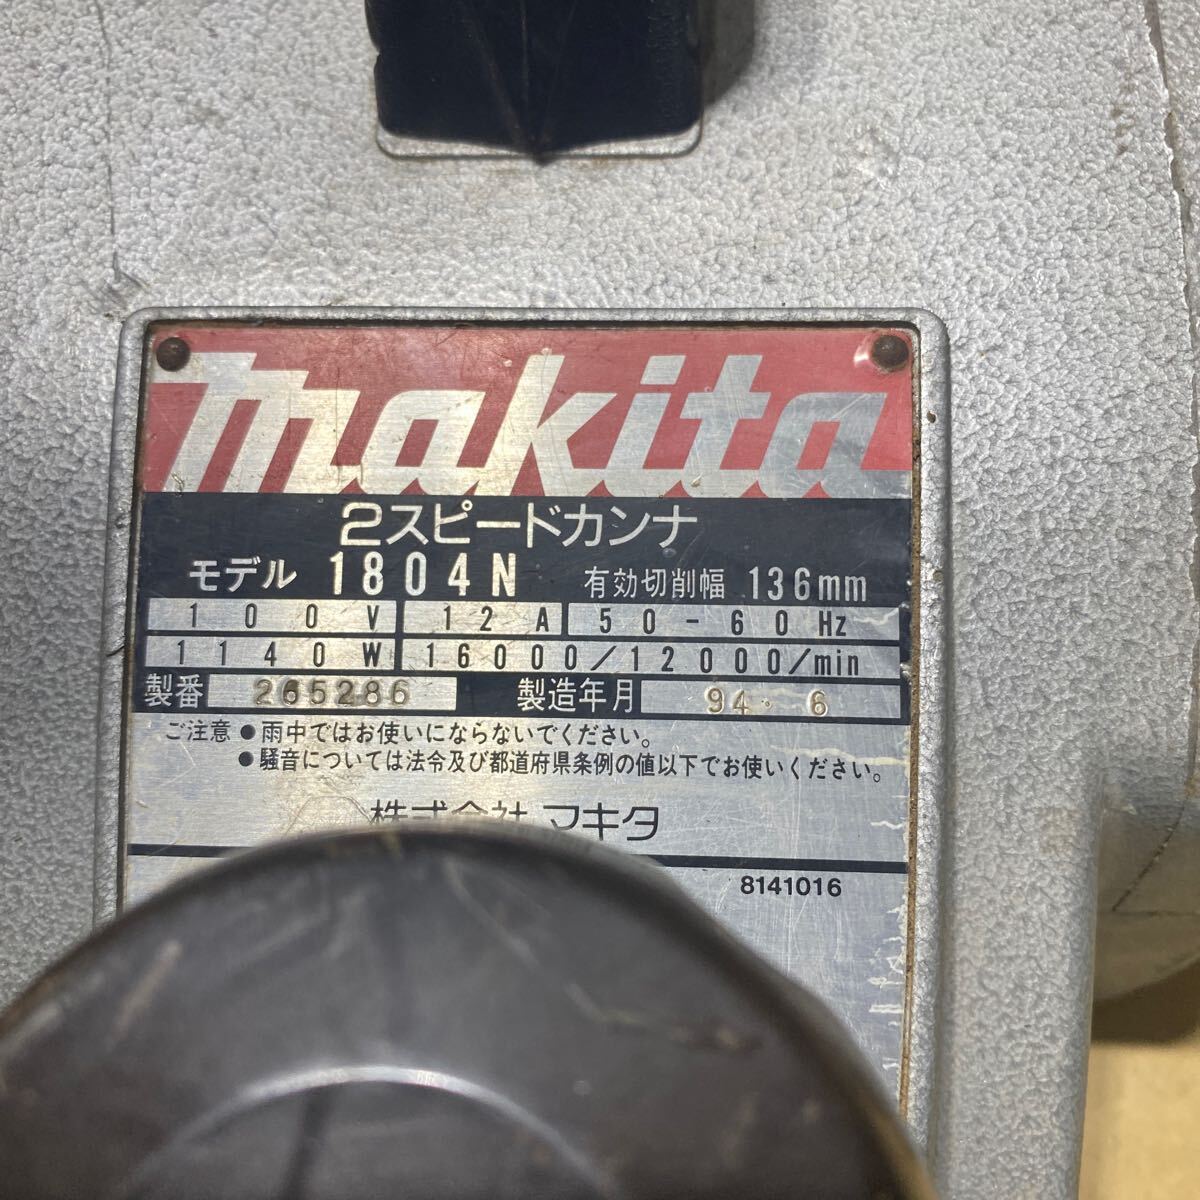 makita
2スピードカンナ
モデル 1804N 有効切削幅 136mm
100V 12A 50-60Hz
1140W 16000/12000/min
製番 265286 製造年月 94. 6
ご注意 ●雨中ではお使いにならないでください。
●騒音については法令及び都道府県条例の値以下でお使いください。
株式会社 マキタ
8141016